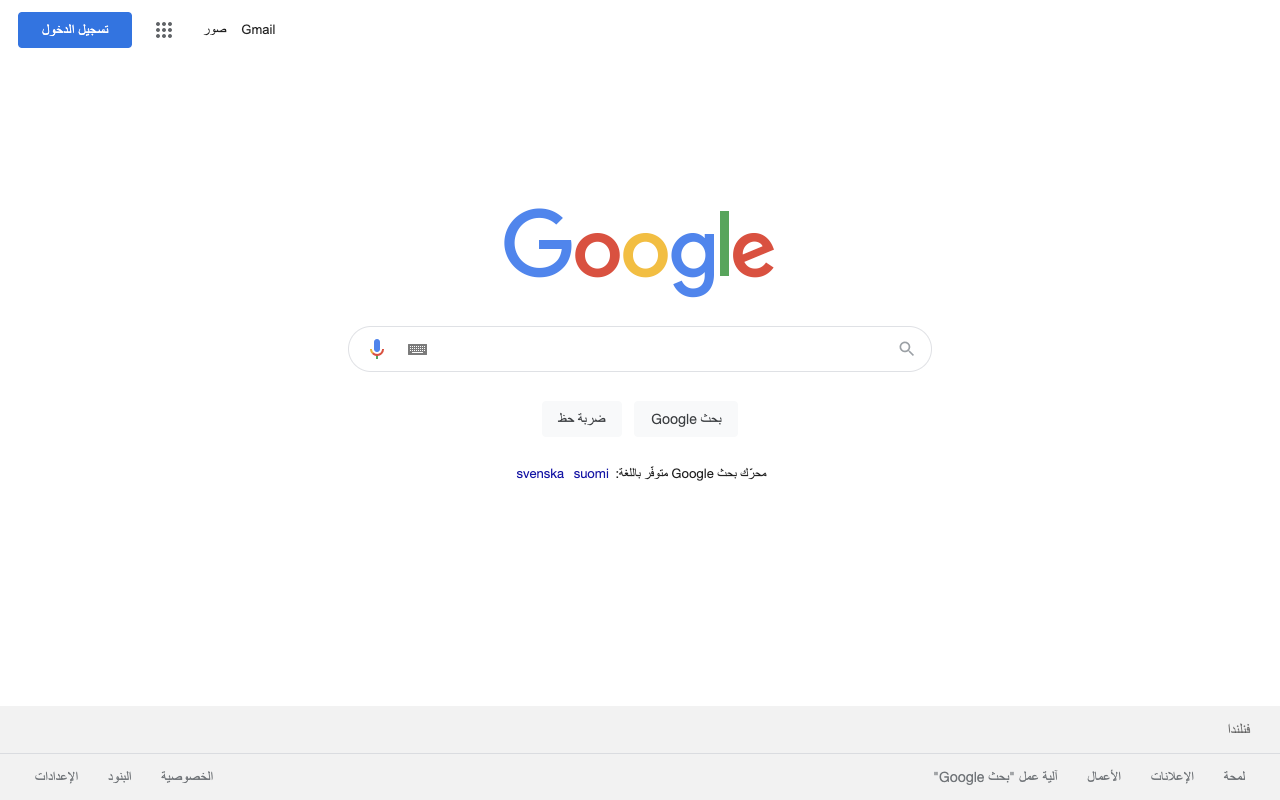 Gmail صور تسجيل الدخول
Google
بحث Google ضربة حظ
محرّك بحث Google متوفّر باللغة: suomi svenska
فنلندا
لمحة الإعلانات الأعمال آلية عمل "بحث Google" الخصوصية البنود الإعدادات